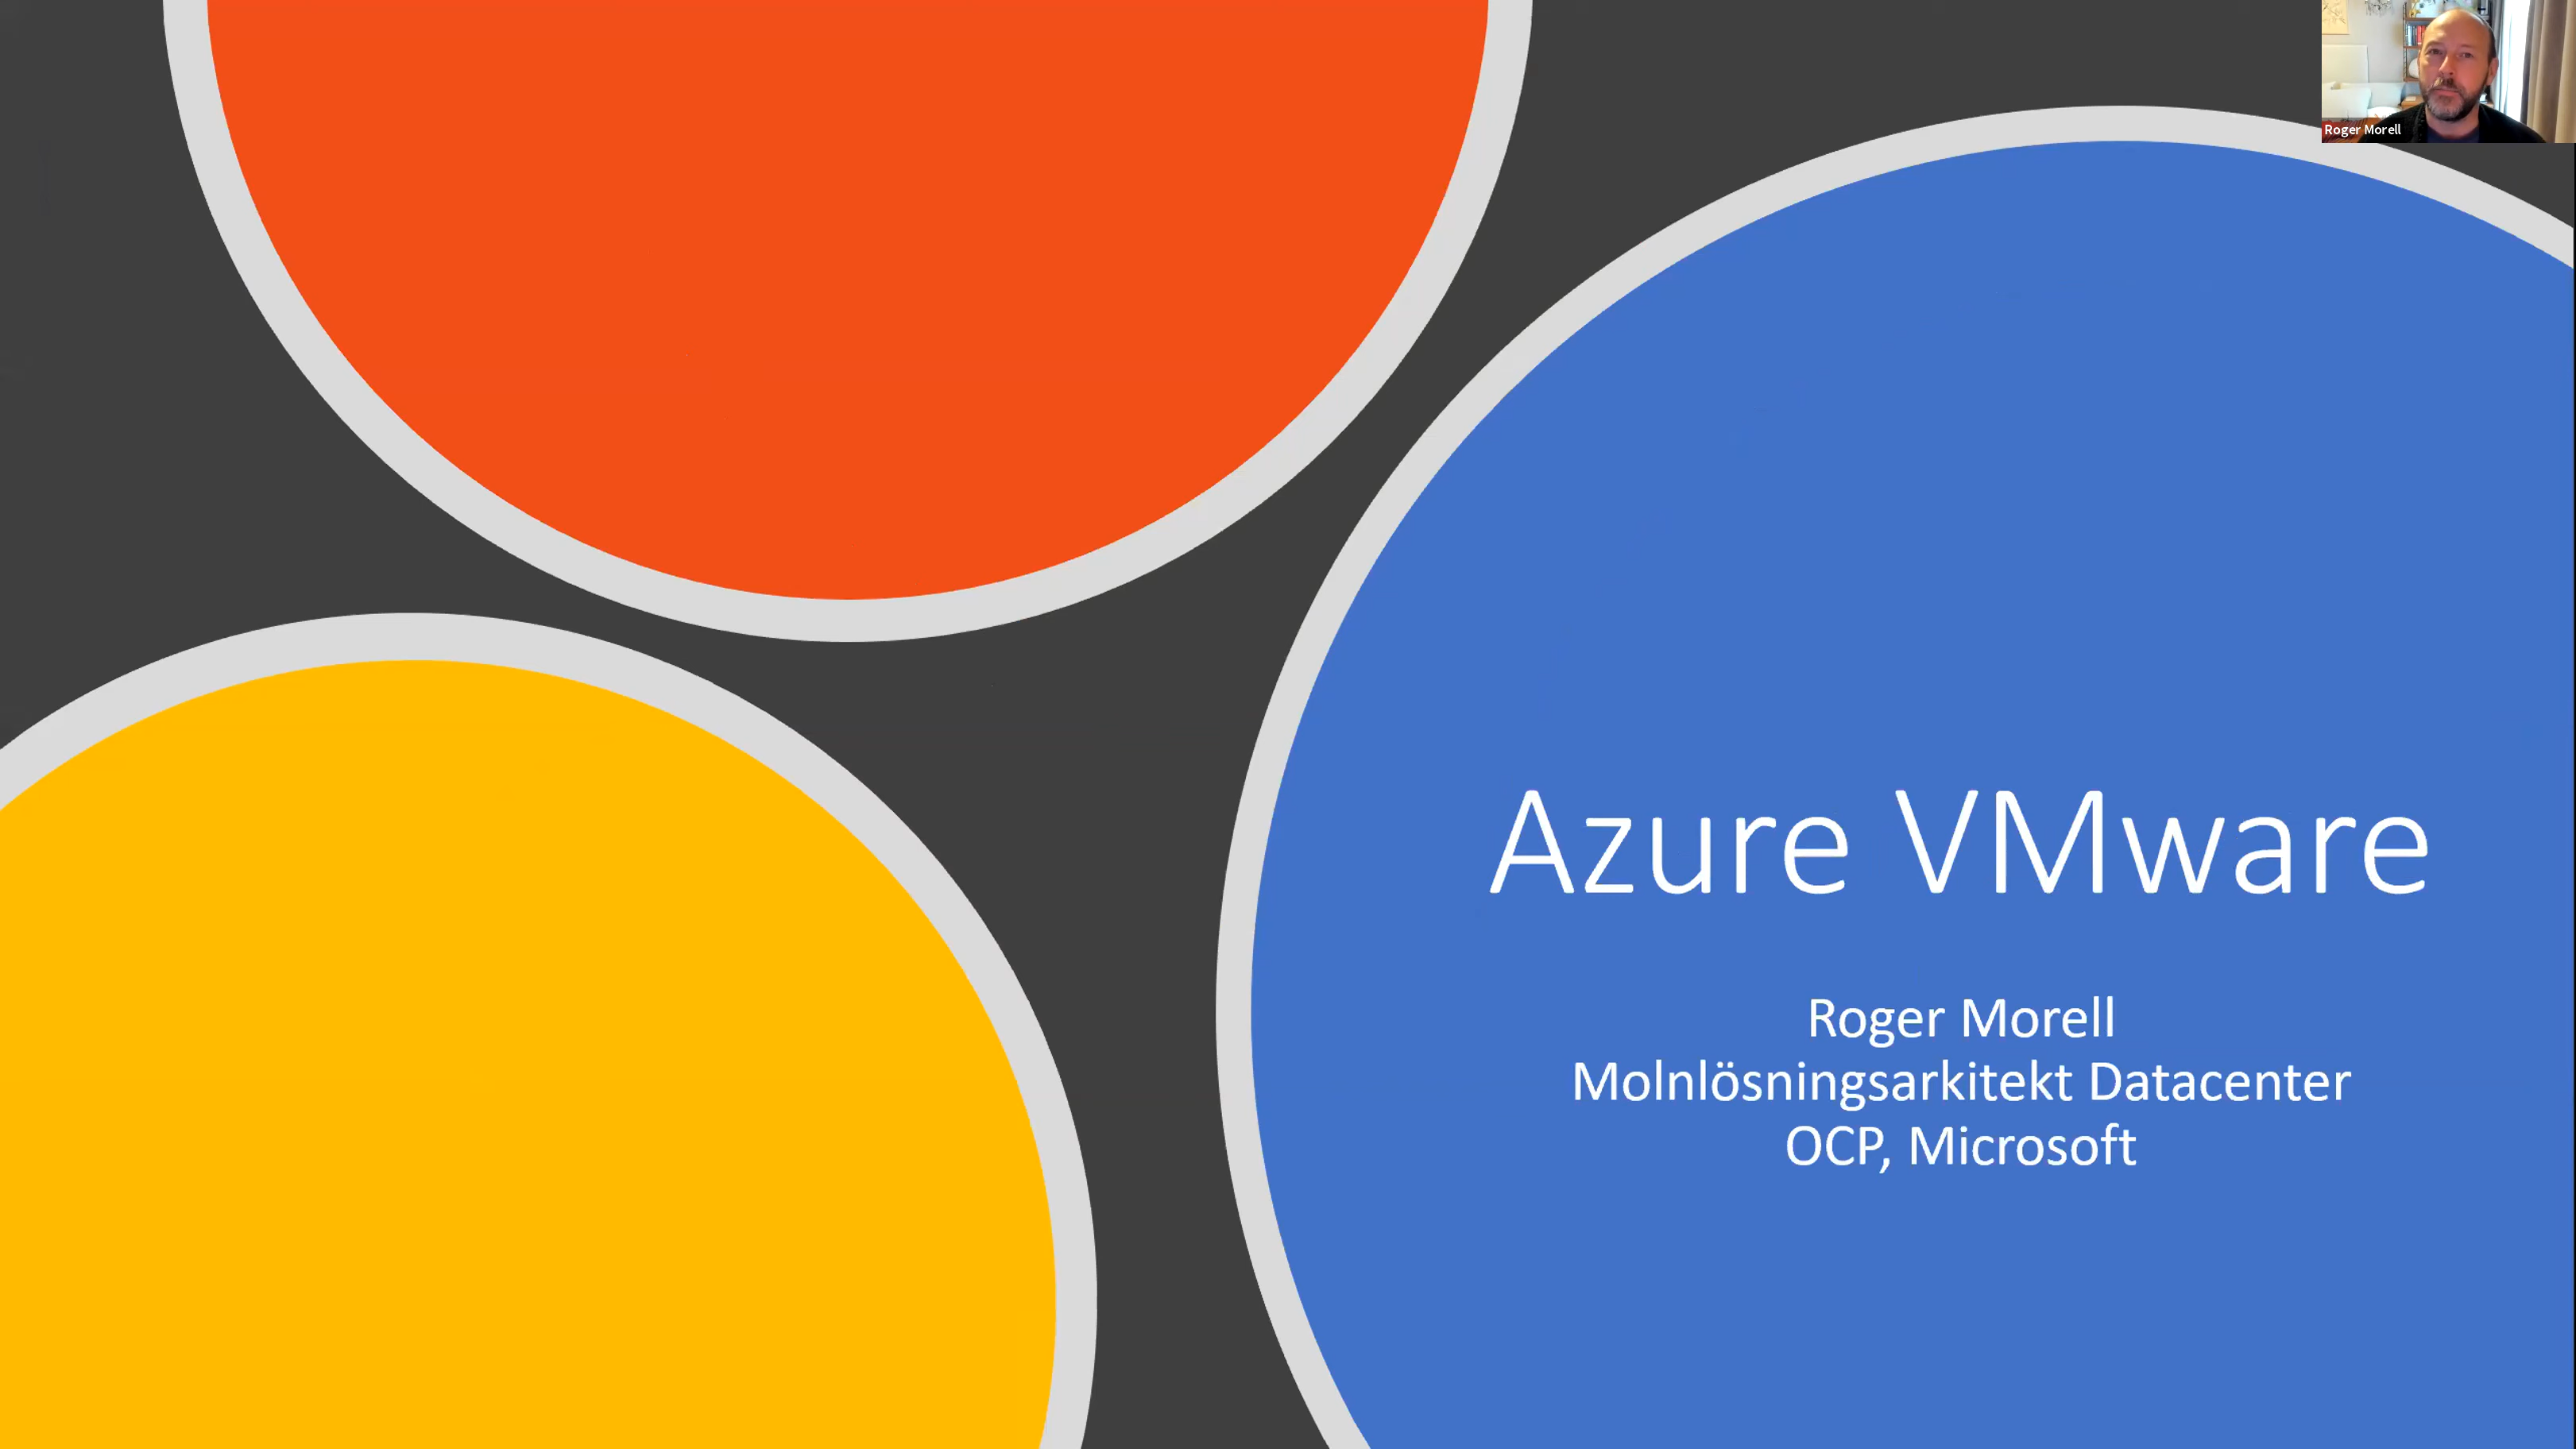 Roger Morell
Azure VMware
Roger Morell
Molnlösningsarkitekt Datacenter
OCP, Microsoft